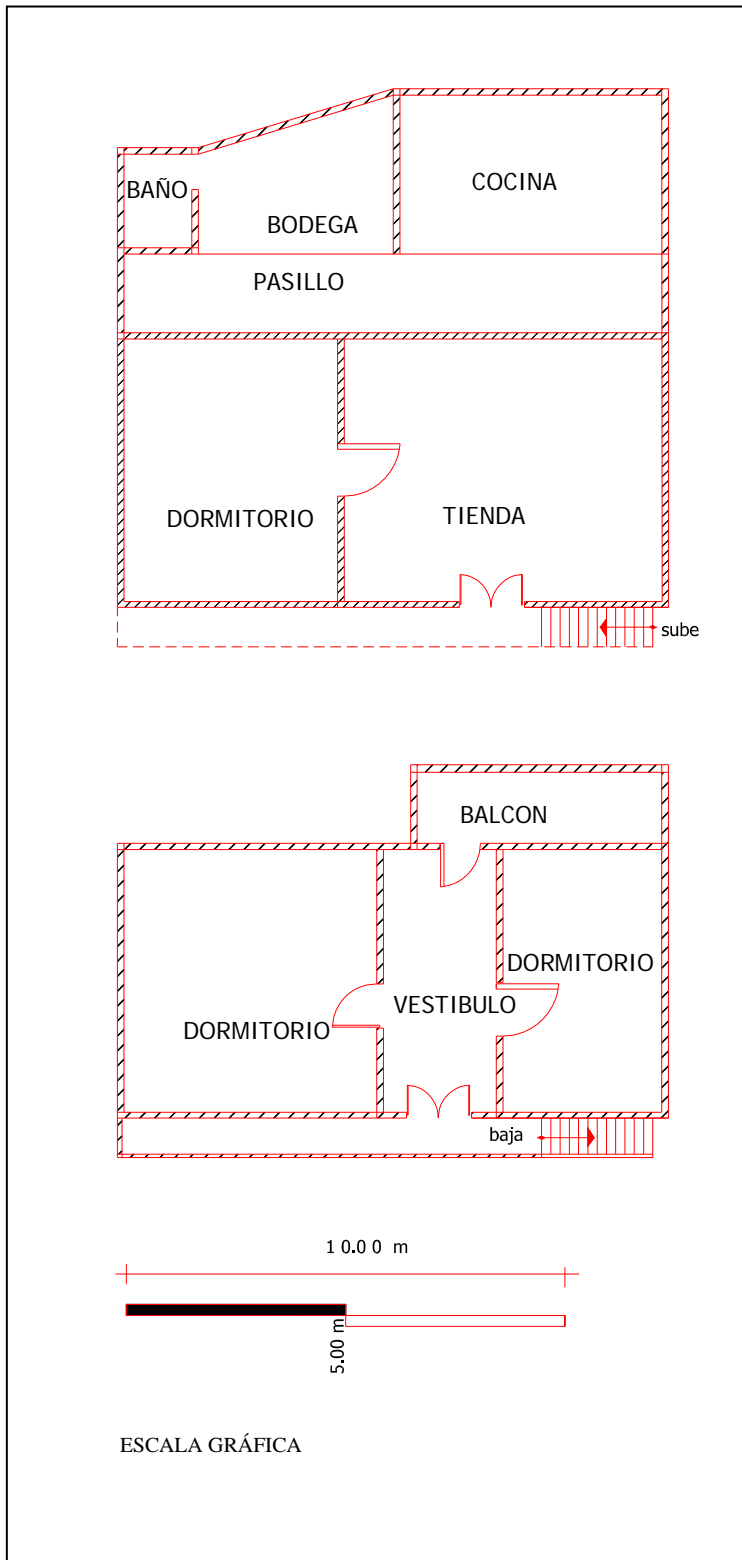 COCINA
BAÑO
BODEGA
PASILLO
DORMITORIO
TIENDA
sube
BALCON
DORMITORIO
VESTIBULO
DORMITORIO
baja
10.00 m
5.00 m
ESCALA GRÁFICA